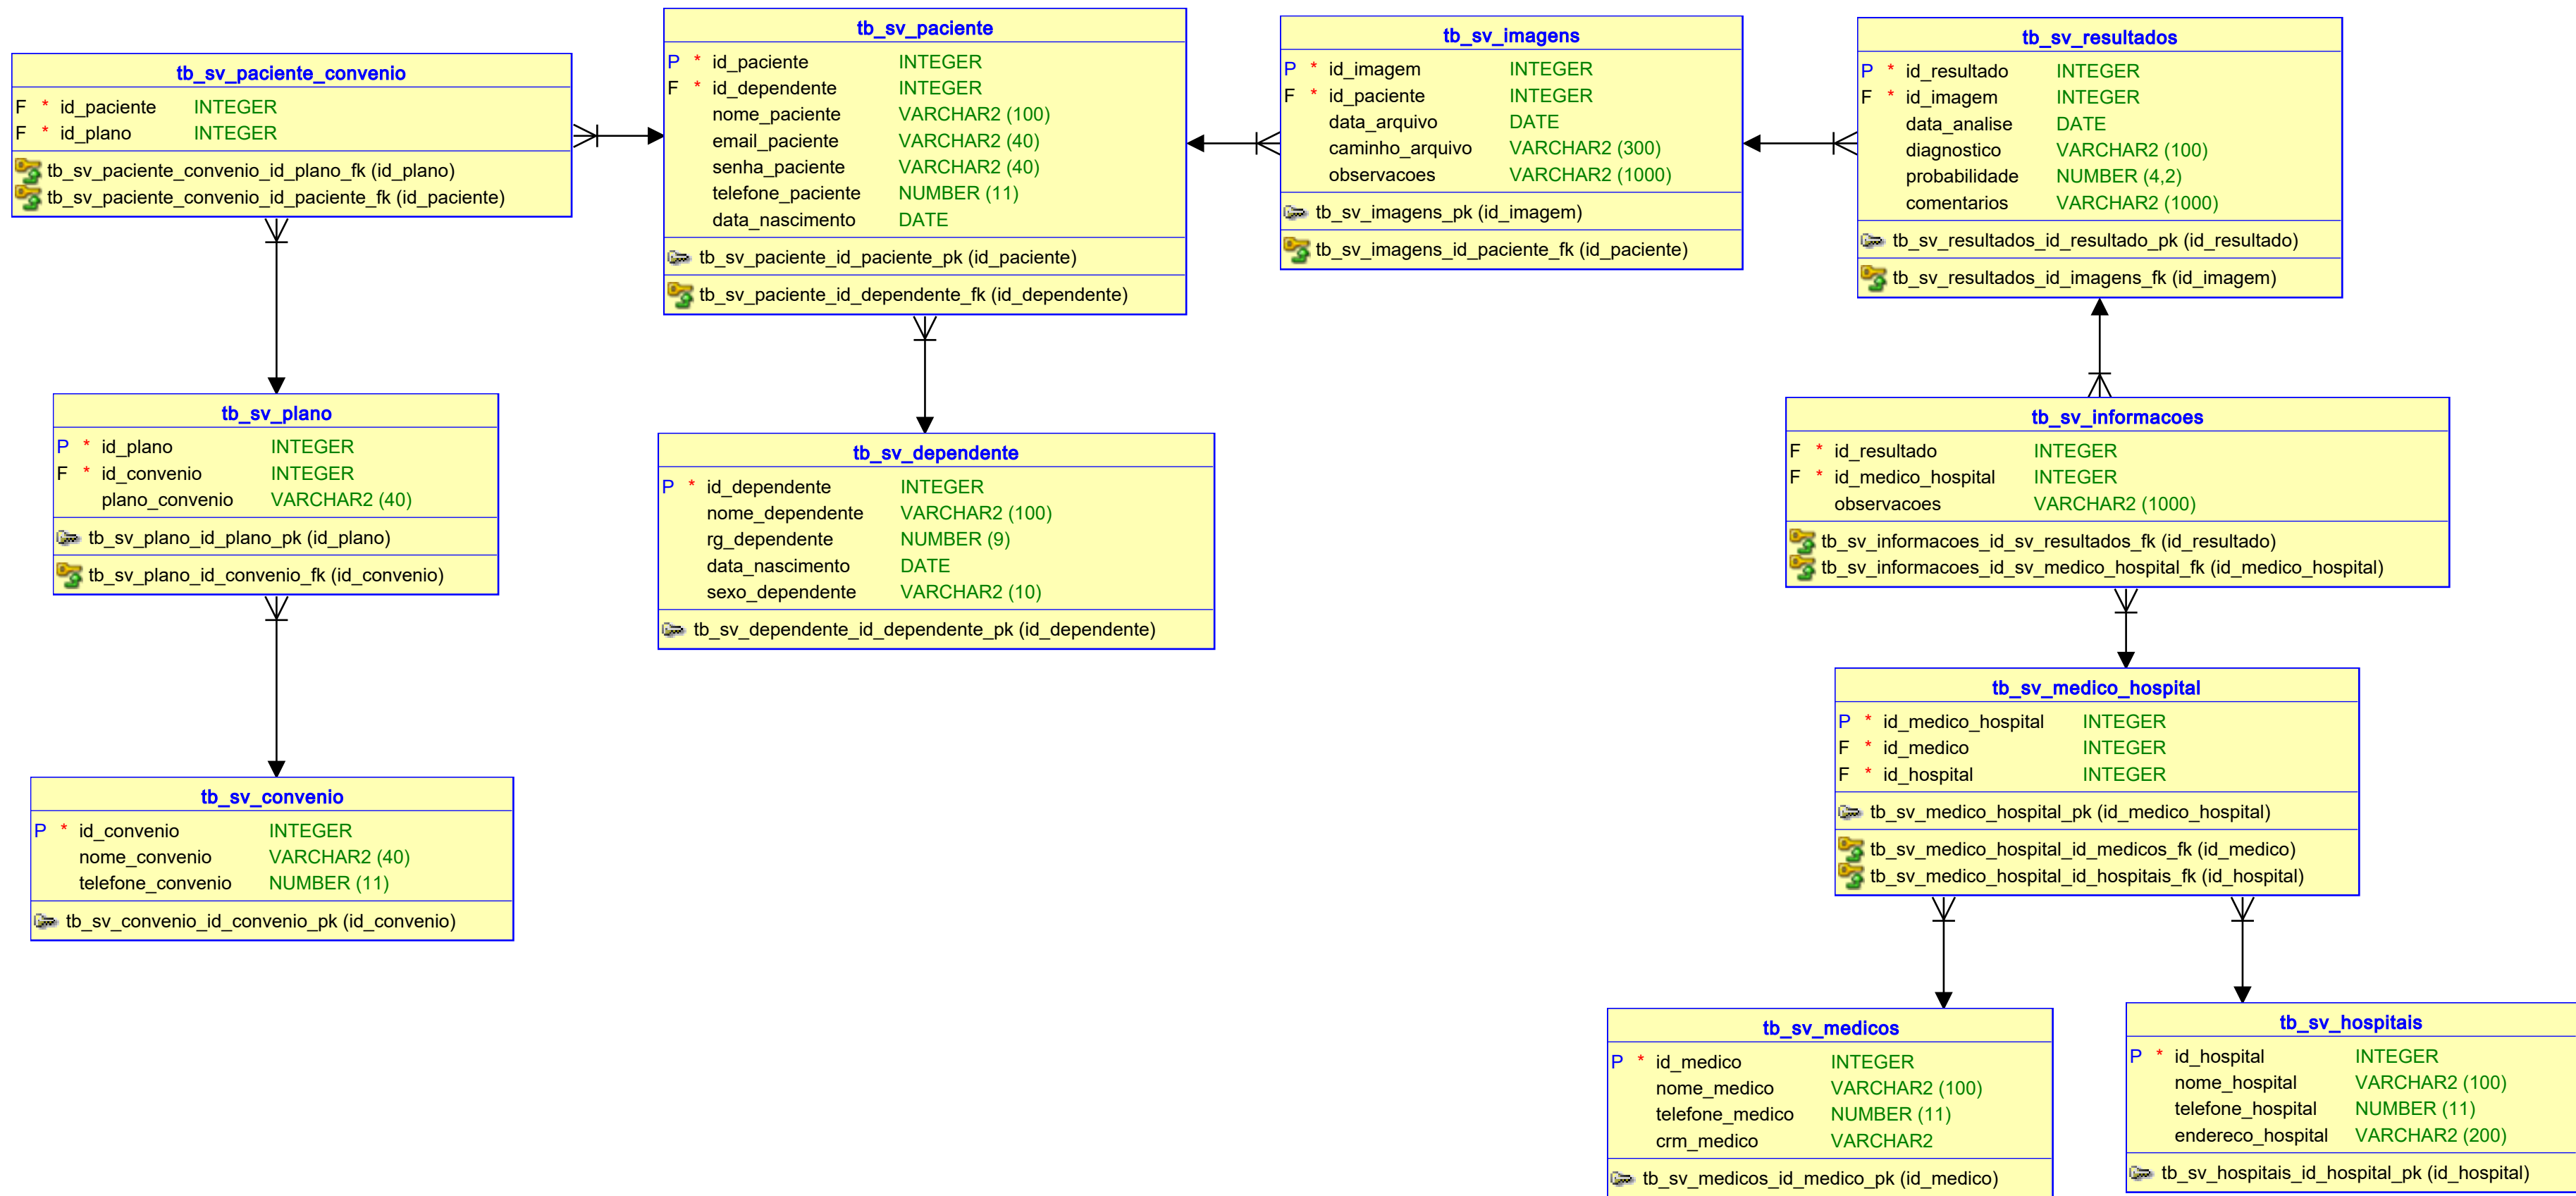 tb_sv_paciente_convenio
F * id_paciente INTEGER
F * id_plano INTEGER
tb_sv_paciente_convenio_id_plano_fk (id_plano)
tb_sv_paciente_convenio_id_paciente_fk (id_paciente)
tb_sv_paciente
P * id_paciente INTEGER
F * id_dependente INTEGER
nome_paciente VARCHAR2 (100)
email_paciente VARCHAR2 (40)
senha_paciente VARCHAR2 (40)
telefone_paciente NUMBER (11)
data_nascimento DATE
tb_sv_paciente_id_paciente_pk (id_paciente)
tb_sv_paciente_id_dependente_fk (id_dependente)
tb_sv_imagens
P * id_imagem INTEGER
F * id_paciente INTEGER
data_arquivo DATE
caminho_arquivo VARCHAR2 (300)
observacoes VARCHAR2 (1000)
tb_sv_imagens_pk (id_imagem)
tb_sv_imagens_id_paciente_fk (id_paciente)
tb_sv_resultados
P * id_resultado INTEGER
F * id_imagem INTEGER
data_analise DATE
diagnostico VARCHAR2 (100)
probabilidade NUMBER (4,2)
comentarios VARCHAR2 (1000)
tb_sv_resultados_id_resultado_pk (id_resultado)
tb_sv_resultados_id_imagens_fk (id_imagem)
tb_sv_plano
P * id_plano INTEGER
F * id_convenio INTEGER
plano_convenio VARCHAR2 (40)
tb_sv_plano_id_plano_pk (id_plano)
tb_sv_plano_id_convenio_fk (id_convenio)
tb_sv_dependente
P * id_dependente INTEGER
nome_dependente VARCHAR2 (100)
rg_dependente NUMBER (9)
data_nascimento DATE
sexo_dependente VARCHAR2 (10)
tb_sv_dependente_id_dependente_pk (id_dependente)
tb_sv_informacoes
F * id_resultado INTEGER
F * id_medico_hospital INTEGER
observacoes VARCHAR2 (1000)
tb_sv_informacoes_id_sv_resultados_fk (id_resultado)
tb_sv_informacoes_id_sv_medico_hospital_fk (id_medico_hospital)
tb_sv_convenio
P * id_convenio INTEGER
nome_convenio VARCHAR2 (40)
telefone_convenio NUMBER (11)
tb_sv_convenio_id_convenio_pk (id_convenio)
tb_sv_medico_hospital
P * id_medico_hospital INTEGER
F * id_medico INTEGER
F * id_hospital INTEGER
tb_sv_medico_hospital_pk (id_medico_hospital)
tb_sv_medico_hospital_id_medicos_fk (id_medico)
tb_sv_medico_hospital_id_hospitais_fk (id_hospital)
tb_sv_medicos
P * id_medico INTEGER
nome_medico VARCHAR2 (100)
telefone_medico NUMBER (11)
crm_medico VARCHAR2
tb_sv_medicos_id_medico_pk (id_medico)
tb_sv_hospitais
P * id_hospital INTEGER
nome_hospital VARCHAR2 (100)
telefone_hospital NUMBER (11)
endereco_hospital VARCHAR2 (200)
tb_sv_hospitais_id_hospital_pk (id_hospital)